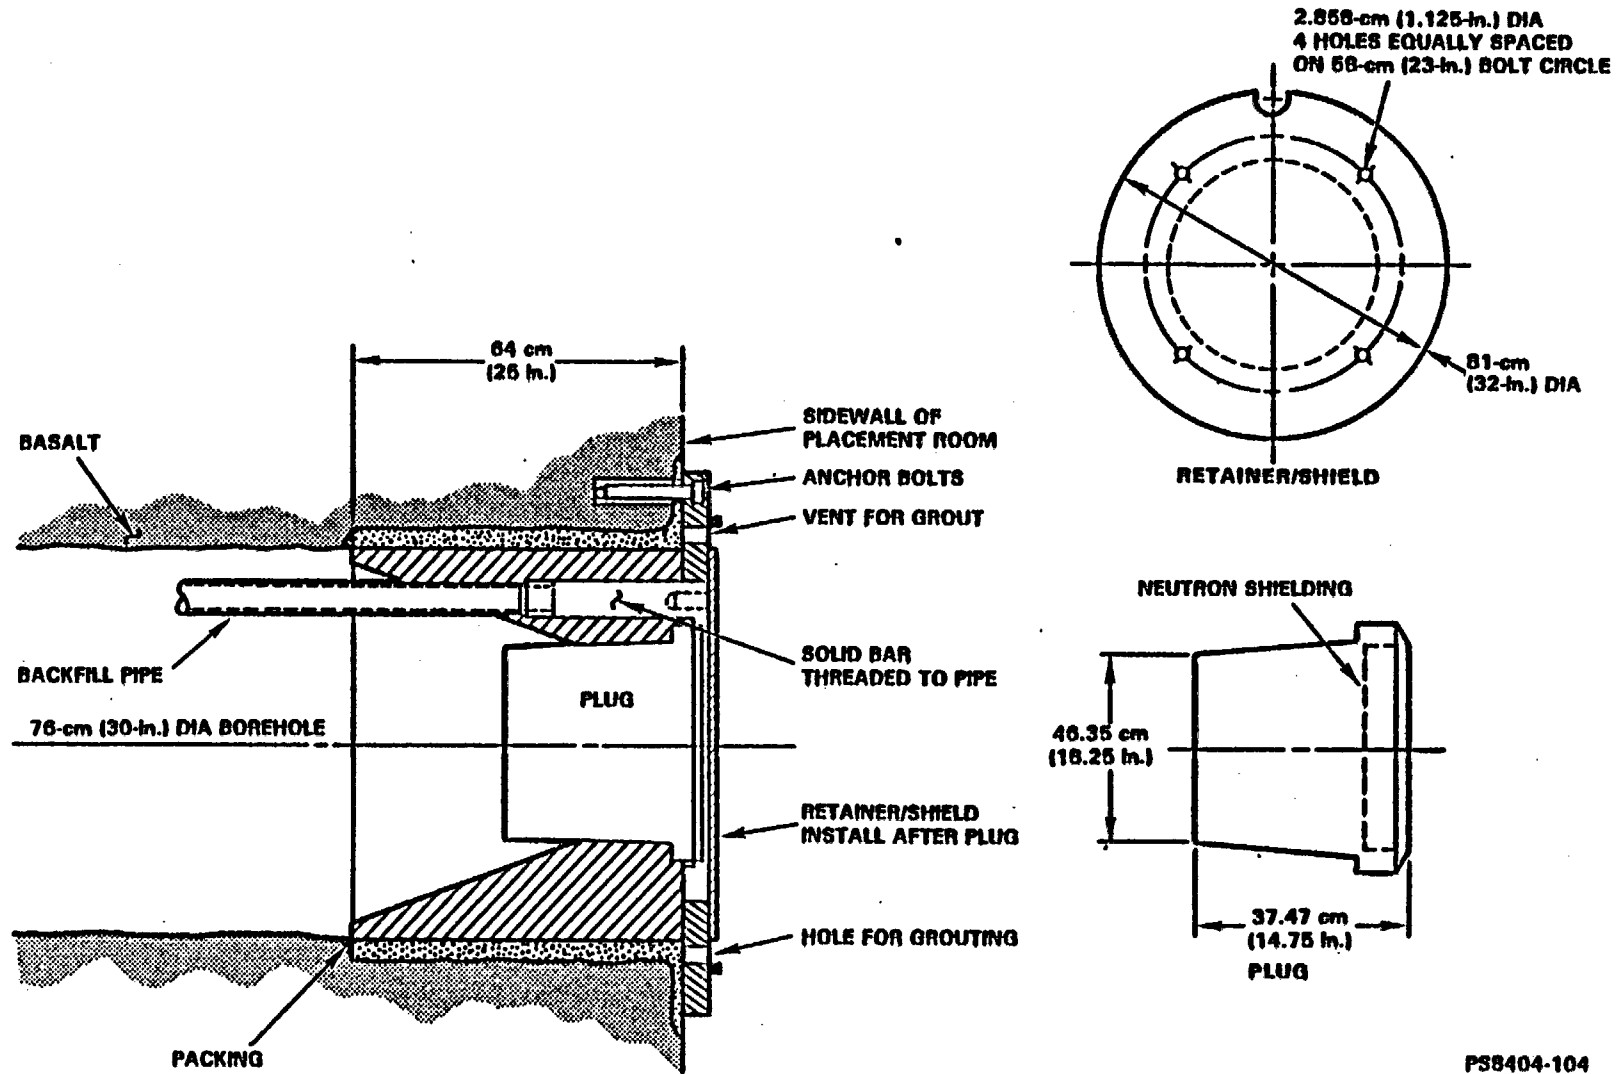 2.858-cm (1.125-in.) DIA
4 HOLES EQUALLY SPACED
ON 58-cm (23-in.) BOLT CIRCLE
81-cm
(32-in.) DIA
RETAINER/SHIELD
64 cm
(25 in.)
BASALT
SIDEWALL OF
PLACEMENT ROOM
ANCHOR BOLTS
VENT FOR GROUT
BACKFILL PIPE
SOLID BAR
THREADED TO PIPE
PLUG
76-cm (30-in.) DIA BOREHOLE
RETAINER/SHIELD
INSTALL AFTER PLUG
HOLE FOR GROUTING
PACKING
NEUTRON SHIELDING
46.35 cm
(18.25 in.)
37.47 cm
(14.75 in.)
PLUG
PS8404-104